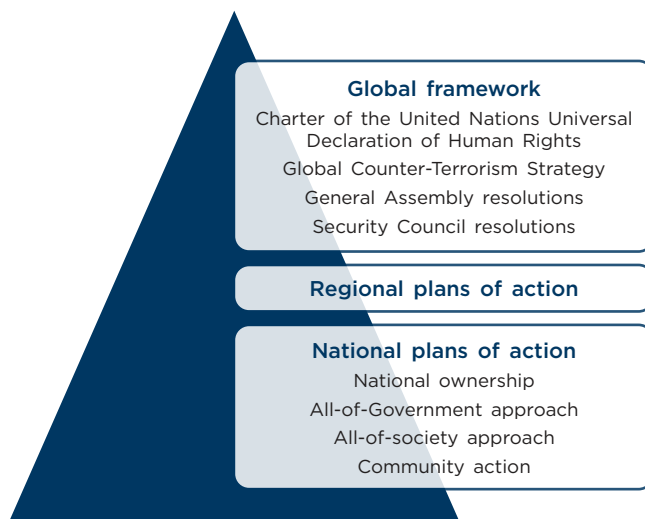 Global framework
Charter of the United Nations Universal
Declaration of Human Rights
Global Counter-Terrorism Strategy
General Assembly resolutions
Security Council resolutions
Regional plans of action
National plans of action
National ownership
All-of-Government approach
All-of-society approach
Community action